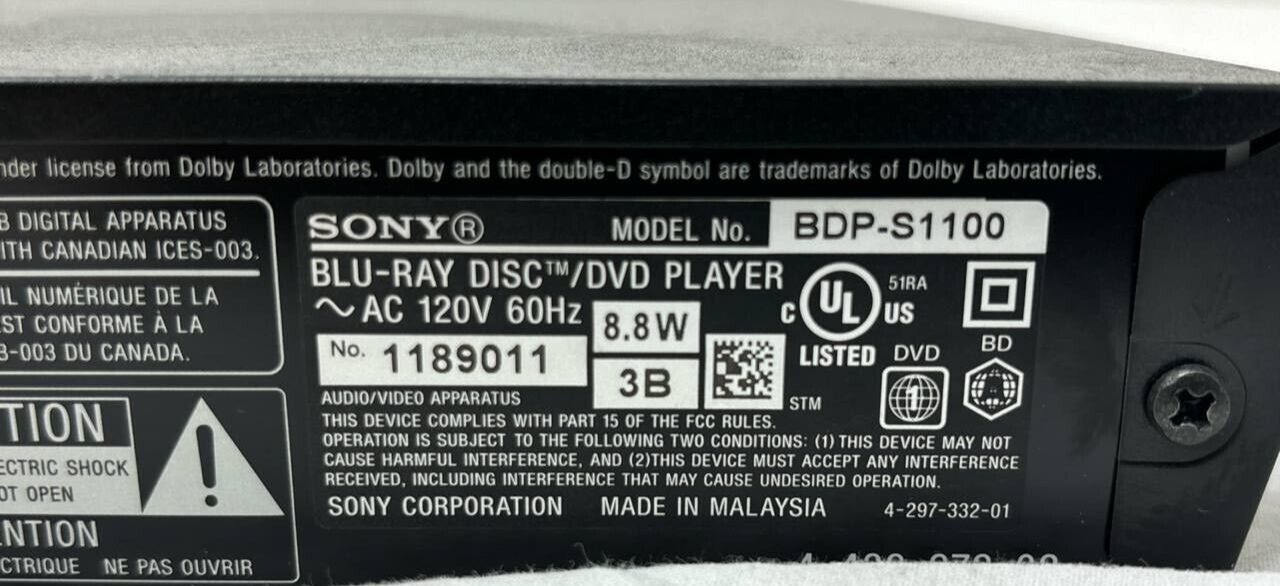 nder license from Dolby Laboratories. Dolby and the double-D symbol are trademarks of Dolby Laboratories.
B DIGITAL APPARATUS
ITH CANADIAN ICES-003.
IL NUMÉRIQUE DE LA
EST CONFORME À LA
B-003 DU CANADA.
TION
ECTRIC SHOCK
OT OPEN
NTION
CTRIQUE NE PAS OUVRIR
SONY® MODEL No. BDP-S1100
BLU-RAY DISC™/DVD PLAYER
~ AC 120V 60Hz 8.8W
No. 1189011 3B
C UL US 51RA
LISTED DVD BD
1
STM
AUDIO/VIDEO APPARATUS
THIS DEVICE COMPLIES WITH PART 15 OF THE FCC RULES.
OPERATION IS SUBJECT TO THE FOLLOWING TWO CONDITIONS: (1) THIS DEVICE MAY NOT
CAUSE HARMFUL INTERFERENCE, AND (2)THIS DEVICE MUST ACCEPT ANY INTERFERENCE
RECEIVED, INCLUDING INTERFERENCE THAT MAY CAUSE UNDESIRED OPERATION.
SONY CORPORATION MADE IN MALAYSIA 4-297-332-01